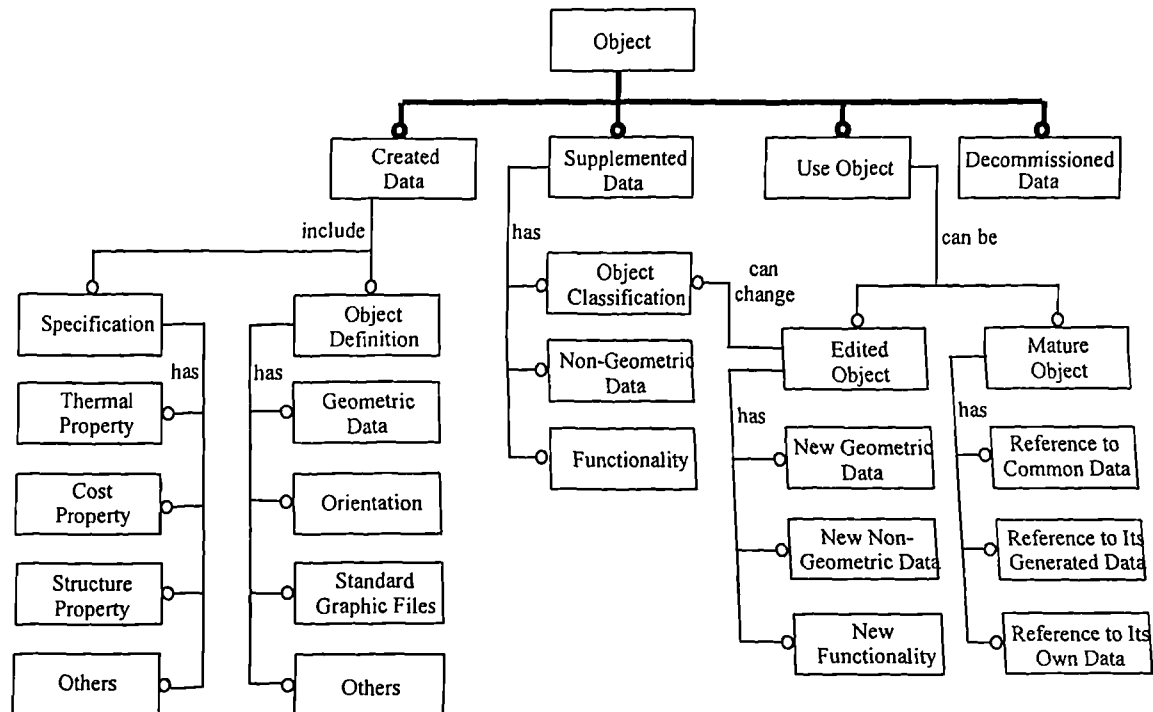 Object
Created
Data
Supplemented
Data
Use Object
Decommissioned
Data
include
has
can be
Specification
Object
Definition
Object
Classification
can
change
Edited
Object
Mature
Object
has
has
Thermal
Property
Geometric
Data
Non-Geometric
Data
has
has
Cost
Property
Orientation
Functionality
New Geometric
Data
Reference to
Common Data
Structure
Property
Standard
Graphic Files
New Non-
Geometric Data
Reference to Its
Generated Data
Others
Others
New
Functionality
Reference to Its
Own Data